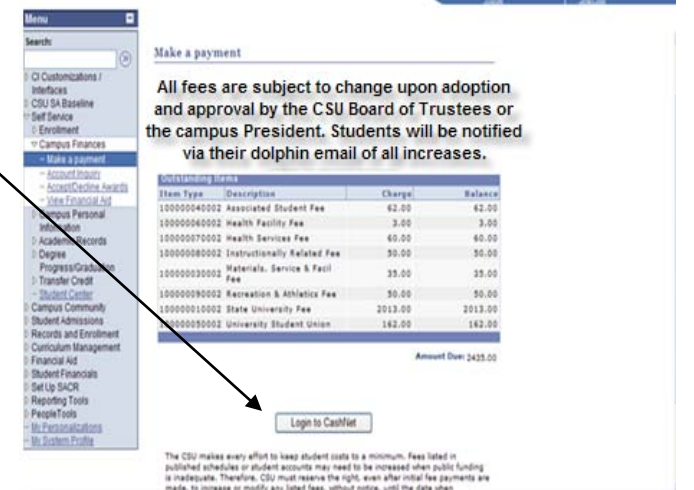 Menu
Search:
CI Customizations /
Interfaces
CSU SA Baseline
Self Service
Enrollment
Campus Finances
Make a payment
Account Inquiry
Accept/Decline Awards
View Financial Aid
Campus Personal
Information
Academic Records
Degree
Progress/Graduation
Transfer Credit
Student Center
Campus Community
Student Admissions
Records and Enrollment
Curriculum Management
Financial Aid
Student Financials
Set Up SACR
Reporting Tools
PeopleTools
My Personalizations
My System Profile
Make a payment
All fees are subject to change upon adoption
and approval by the CSU Board of Trustees or
the campus President. Students will be notified
via their dolphin email of all increases.
Outstanding Items
Item Type Description Charge Balance
100000040002 Associated Student Fee 62.00 62.00
100000060002 Health Facility Fee 3.00 3.00
100000070002 Health Services Fee 60.00 60.00
100000080002 Instructionally Related Fee 50.00 50.00
100000030002 Materials, Service & Facil Fee 35.00 35.00
100000090002 Recreation & Athletics Fee 50.00 50.00
100000010002 State University Fee 2013.00 2013.00
100000050002 University Student Union 162.00 162.00
Amount Due: 2435.00
Login to CashNet
The CSU makes every effort to keep student costs to a minimum. Fees listed in
published schedules or student accounts may need to be increased when public funding
is inadequate. Therefore, CSU must reserve the right, even after initial fee payments are
made, to increase or modify any listed fees, without notice, until the date when